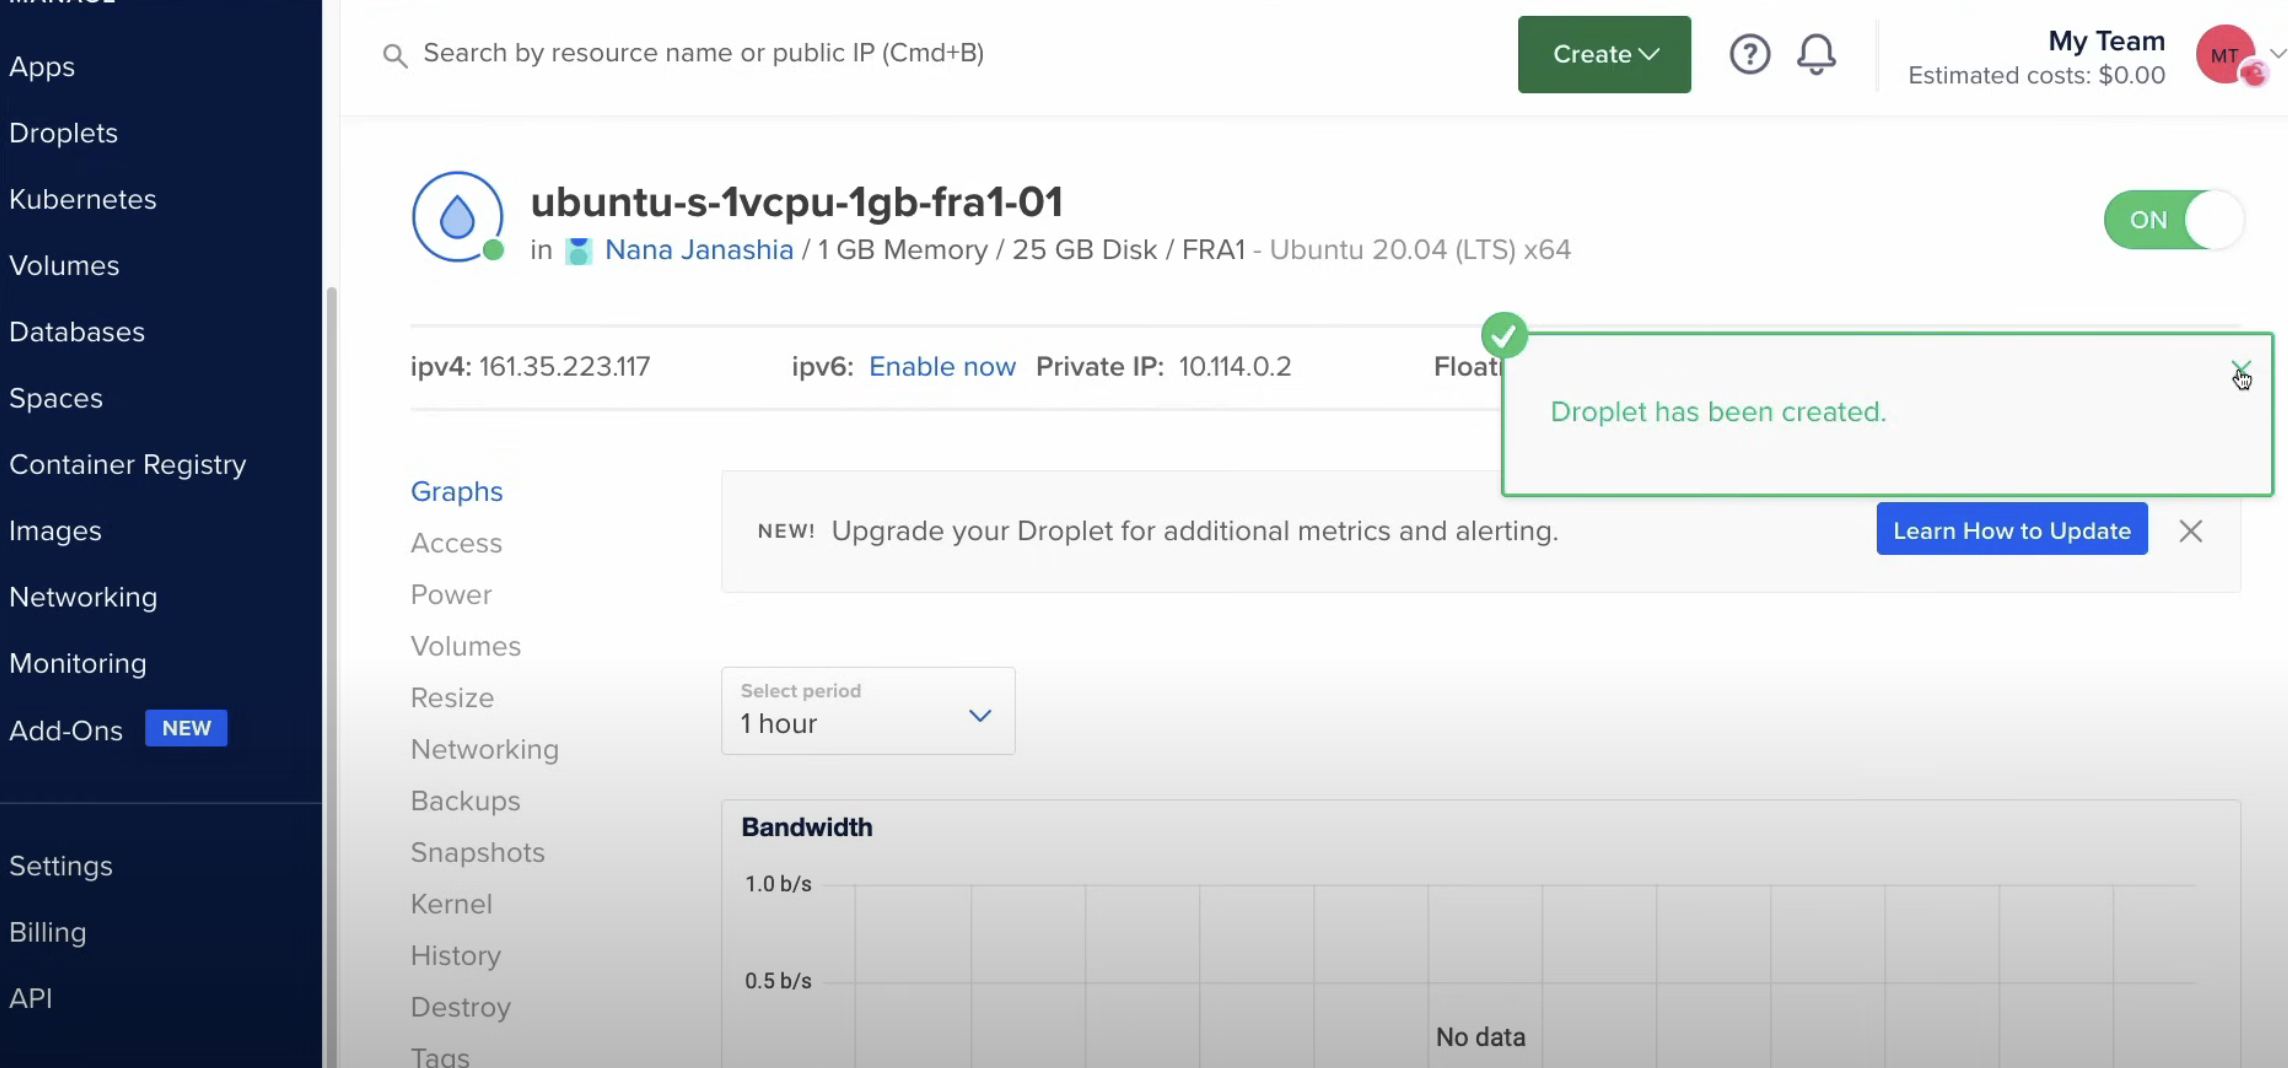 MANAGE
Apps
Droplets
Kubernetes
Volumes
Databases
Spaces
Container Registry
Images
Networking
Monitoring
Add-Ons NEW
Settings
Billing
API
Search by resource name or public IP (Cmd+B)
Create
?
My Team
Estimated costs: $0.00
MT
ubuntu-s-1vcpu-1gb-fra1-01
in Nana Janashia / 1 GB Memory / 25 GB Disk / FRA1 - Ubuntu 20.04 (LTS) x64
ON
ipv4: 161.35.223.117 ipv6: Enable now Private IP: 10.114.0.2 Floati
Droplet has been created.
Graphs
Access
Power
Volumes
Resize
Networking
Backups
Snapshots
Kernel
History
Destroy
Tags
NEW! Upgrade your Droplet for additional metrics and alerting.
Learn How to Update
Select period
1 hour
Bandwidth
1.0 b/s
0.5 b/s
No data